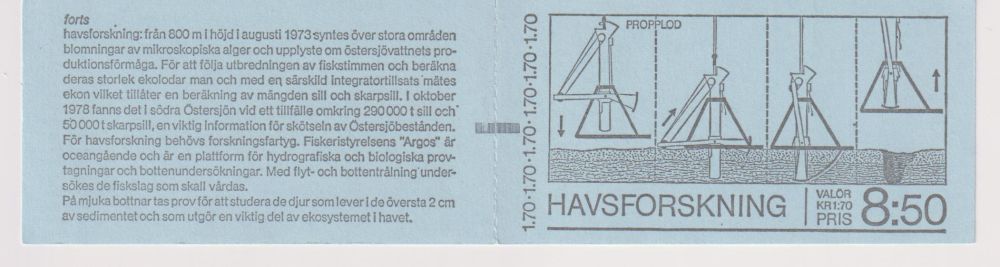 forts
havsforskning: från 800 m i höjd i augusti 1973 syntes över stora områden
blomningar av mikroskopiska alger och upplyste om östersjövattnets pro-
duktionsförmåga. För att följa utbredningen av fiskstimmen och beräkna
deras storlek ekolodar man och med en särskild integratortillsats mätes
ekon vilket tillåter en beräkning av mängden sill och skarpsill. I oktober
1978 fanns det i södra Östersjön vid ett tillfälle omkring 290 000 t sill och
50 000 t skarpsill, en viktig information för skötseln av Östersjöbestånden.
För havsforskning behövs forskningsfartyg. Fiskeristyrelsens "Argos" är
oceangående och är en plattform för hydrografiska och biologiska prov-
tagningar och bottenundersökningar. Med flyt- och bottentrålning under-
sökes de fiskslag som skall vårdas.
På mjuka bottnar tas prov för att studera de djur som lever i de översta 2 cm
av sedimentet och som utgör en viktig del av ekosystemet i havet.
1.70·1.70·1.70·1.70·1.70
PROPPLOD
HAVSFORSKNING
VALÖR
KR 1:70
PRIS
8:50